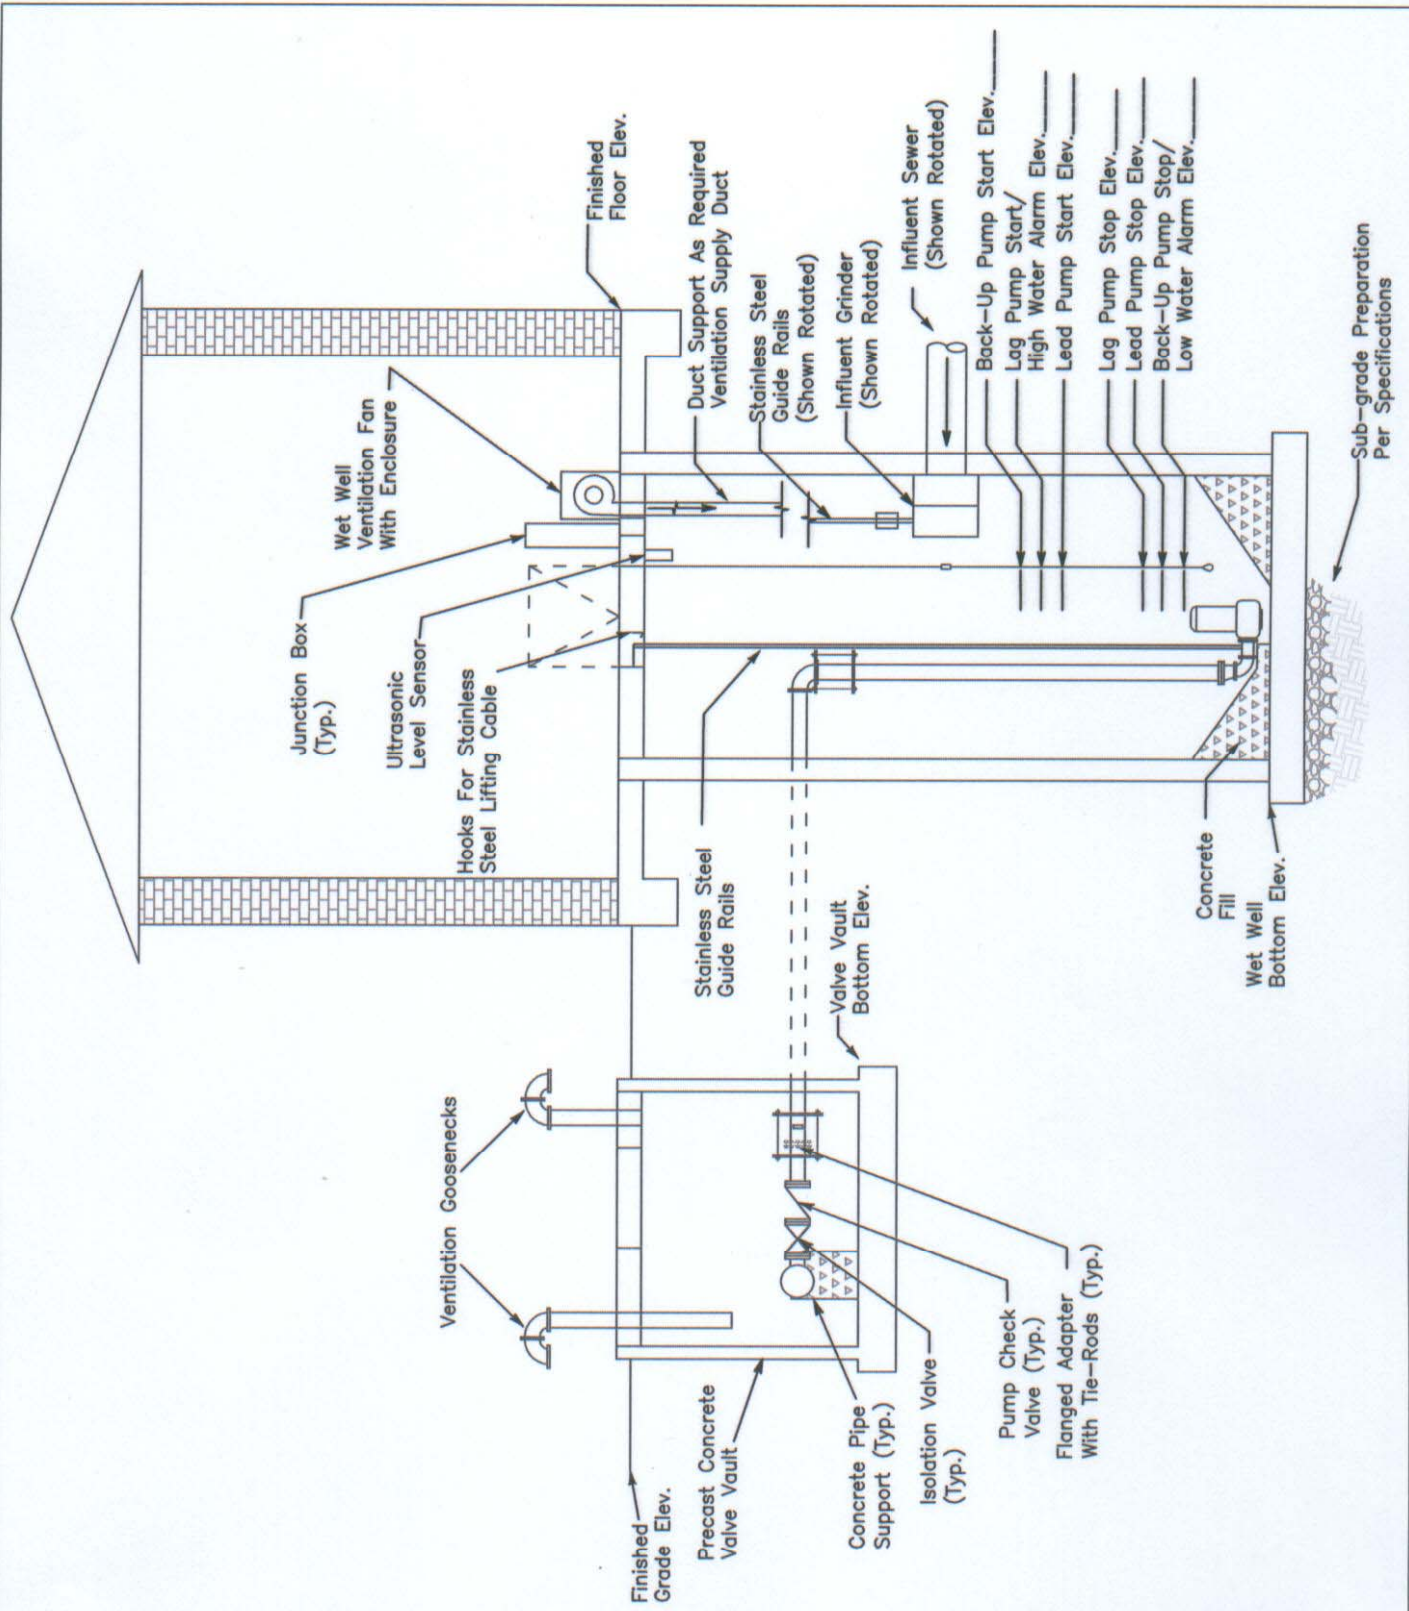 Finished
Floor Elev.
Wet Well
Ventilation Fan
With Enclosure
Junction Box
(Typ.)
Ultrasonic
Level Sensor
Hooks For Stainless
Steel Lifting Cable
Duct Support As Required
Ventilation Supply Duct
Stainless Steel
Guide Rails
(Shown Rotated)
Influent Grinder
(Shown Rotated)
Influent Sewer
(Shown Rotated)
Back-Up Pump Start Elev.
Lag Pump Start/
High Water Alarm Elev.
Lead Pump Start Elev.
Lag Pump Stop Elev.
Lead Pump Stop Elev.
Back-Up Pump Stop/
Low Water Alarm Elev.
Sub-grade Preparation
Per Specifications
Stainless Steel
Guide Rails
Concrete
Fill
Wet Well
Bottom Elev.
Valve Vault
Bottom Elev.
Ventilation Goosenecks
Finished
Grade Elev.
Precast Concrete
Valve Vault
Concrete Pipe
Support (Typ.)
Isolation Valve
(Typ.)
Pump Check
Valve (Typ.)
Flanged Adapter
With Tie-Rods (Typ.)